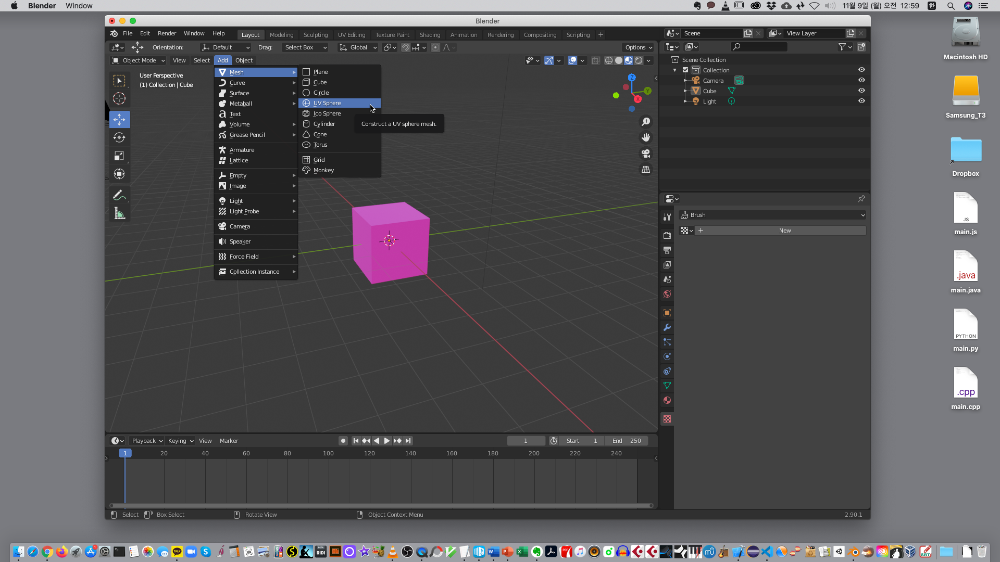 Blender Window
11월 9일 (월) 오전 12:59 한
Blender
File Edit Render Window Help Layout Modeling Sculpting UV Editing Texture Paint Shading Animation Rendering Compositing Scripting + Scene View Layer
Orientation: Default Drag: Select Box Global Options
Object Mode View Select Add Object
User Perspective
(1) Collection | Cube
Mesh
Curve
Surface
Metaball
Text
Volume
Grease Pencil
Armature
Lattice
Empty
Image
Light
Light Probe
Camera
Speaker
Force Field
Collection Instance
Plane
Cube
Circle
UV Sphere
Ico Sphere
Cylinder
Cone
Torus
Grid
Monkey
Construct a UV sphere mesh.
Z
Y
X
Scene Collection
Collection
Camera
Cube
Light
Brush
+ New
Playback Keying View Marker 1 Start 1 End 250
1 20 40 60 80 100 120 140 160 180 200 220 240
Select Box Select Rotate View Object Context Menu 2.90.1
Macintosh HD
Samsung_T3
Dropbox
JS
main.js
.java
main.java
PYTHON
main.py
.cpp
main.cpp
TALK
RIDI
PDF
SRT